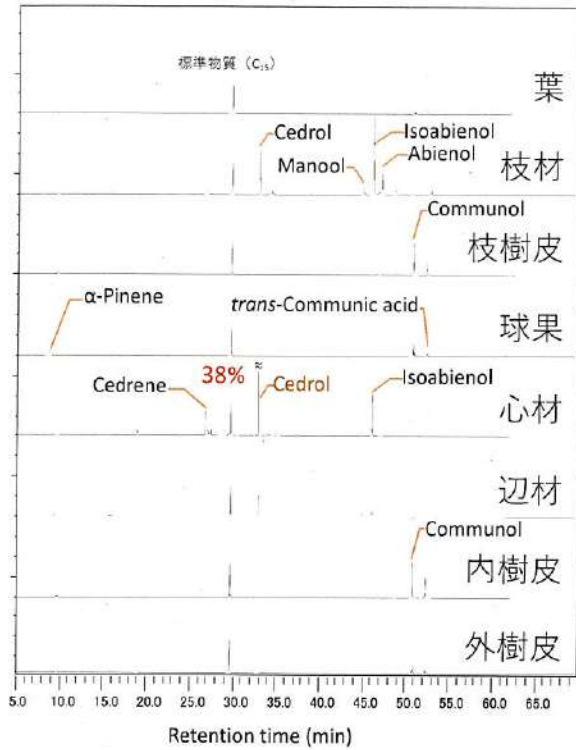 標準物質（C₁₅）
葉
Cedrol
Isoabienol
Manool
Abienol
枝材
Communol
枝樹皮
α-Pinene
trans-Communic acid
球果
≈
Cedrene
38%
Cedrol
Isoabienol
心材
辺材
Communol
内樹皮
外樹皮
5.0 10.0 15.0 20.0 25.0 30.0 35.0 40.0 45.0 50.0 55.0 60.0 65.0
Retention time (min)